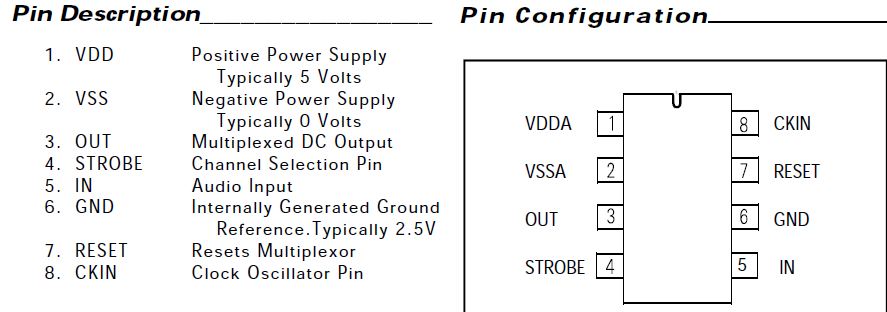 Pin Description
1. VDD Positive Power Supply
Typically 5 Volts
2. VSS Negative Power Supply
Typically 0 Volts
3. OUT Multiplexed DC Output
4. STROBE Channel Selection Pin
5. IN Audio Input
6. GND Internally Generated Ground
Reference.Typically 2.5V
7. RESET Resets Multiplexor
8. CKIN Clock Oscillator Pin
Pin Configuration
VDDA 1 8 CKIN
VSSA 2 7 RESET
OUT 3 6 GND
STROBE 4 5 IN